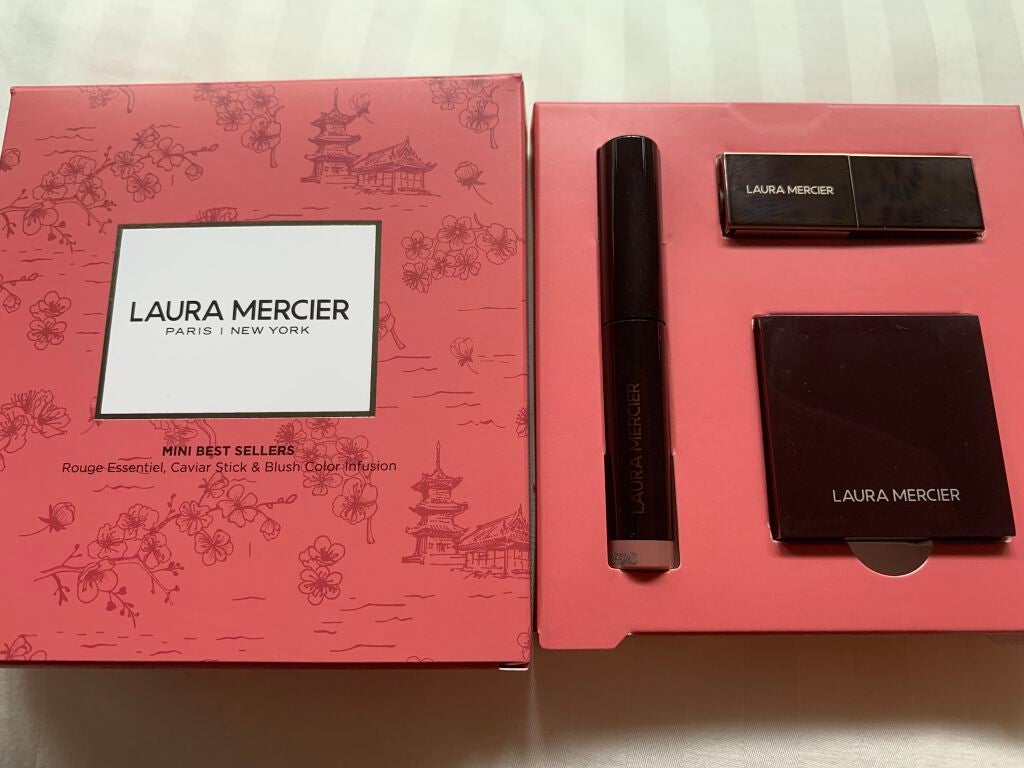 LAURA MERCIER
PARIS | NEW YORK
MINI BEST SELLERS
Rouge Essentiel, Caviar Stick & Blush Color Infusion
LAURA MERCIER
LAURA MERCIER
LAURA MERCIER